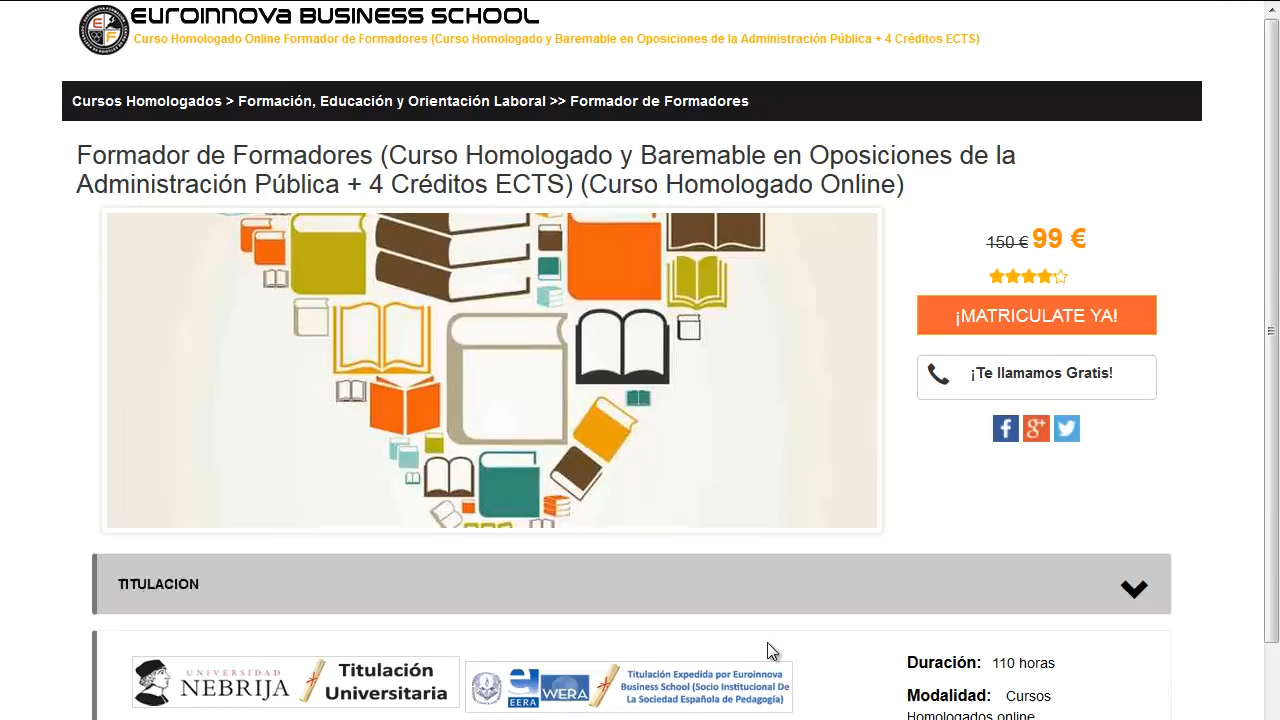 EUROINNOVA BUSINESS SCHOOL
Curso Homologado Online Formador de Formadores (Curso Homologado y Baremable en Oposiciones de la Administración Pública + 4 Créditos ECTS)
Cursos Homologados > Formación, Educación y Orientación Laboral >> Formador de Formadores
Formador de Formadores (Curso Homologado y Baremable en Oposiciones de la
Administración Pública + 4 Créditos ECTS) (Curso Homologado Online)
150 € 99 €
¡MATRICULATE YA!
¡Te llamamos Gratis!
TITULACION
UNIVERSIDAD
NEBRIJA
Titulación
Universitaria
EERA
WERA
Titulación Expedida por Euroinnova
Business School (Socio Institucional De
La Sociedad Española de Pedagogía)
Duración: 110 horas
Modalidad: Cursos
Homologados online